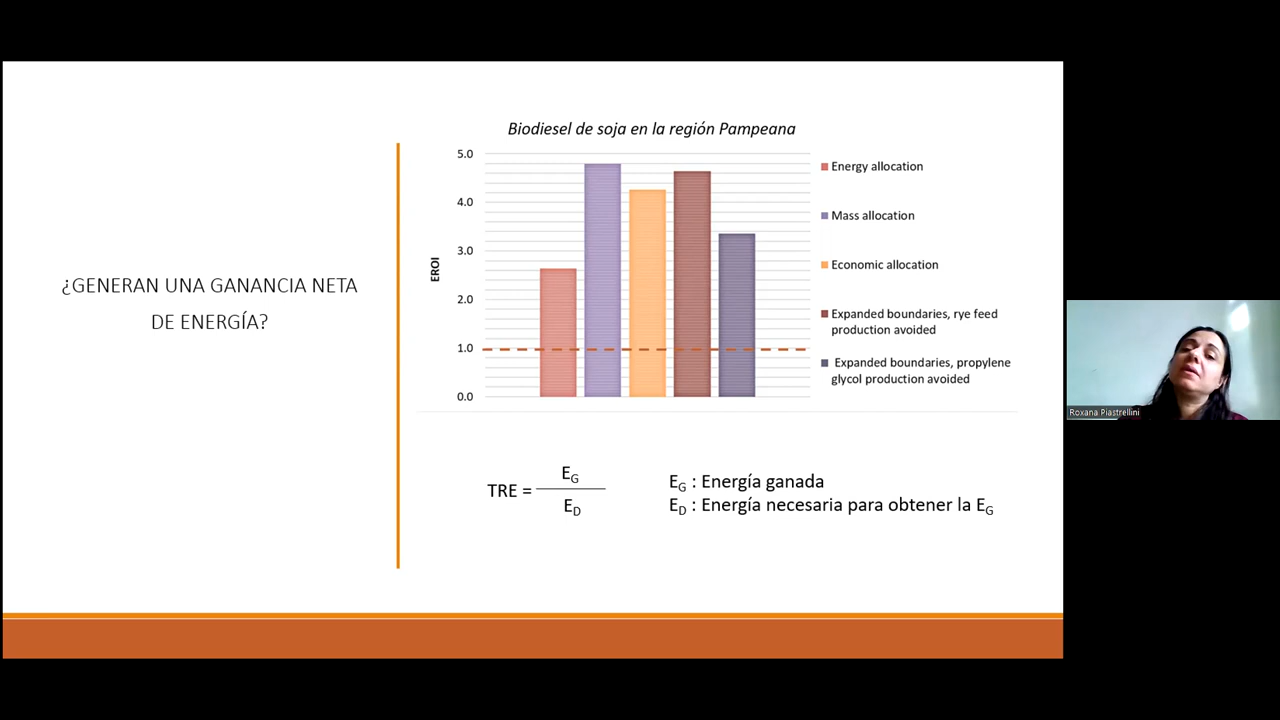 ¿GENERAN UNA GANANCIA NETA
DE ENERGÍA?
Biodiesel de soja en la región Pampeana
5.0
4.0
3.0
2.0
1.0
0.0
EROI
Energy allocation
Mass allocation
Economic allocation
Expanded boundaries, rye feed
production avoided
Expanded boundaries, propylene
glycol production avoided
TRE = EG
ED
EG : Energía ganada
ED : Energía necesaria para obtener la EG
Roxana Piastrellini